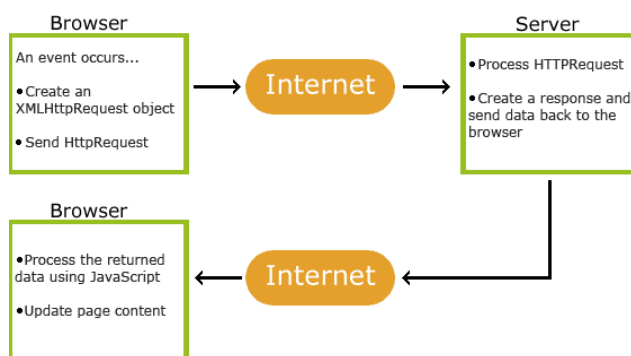 Browser
An event occurs...
•Create an
XMLHttpRequest object
•Send HttpRequest
Internet
Server
•Process HTTPRequest
•Create a response and
send data back to the
browser
Browser
•Process the returned
data using JavaScript
•Update page content
Internet